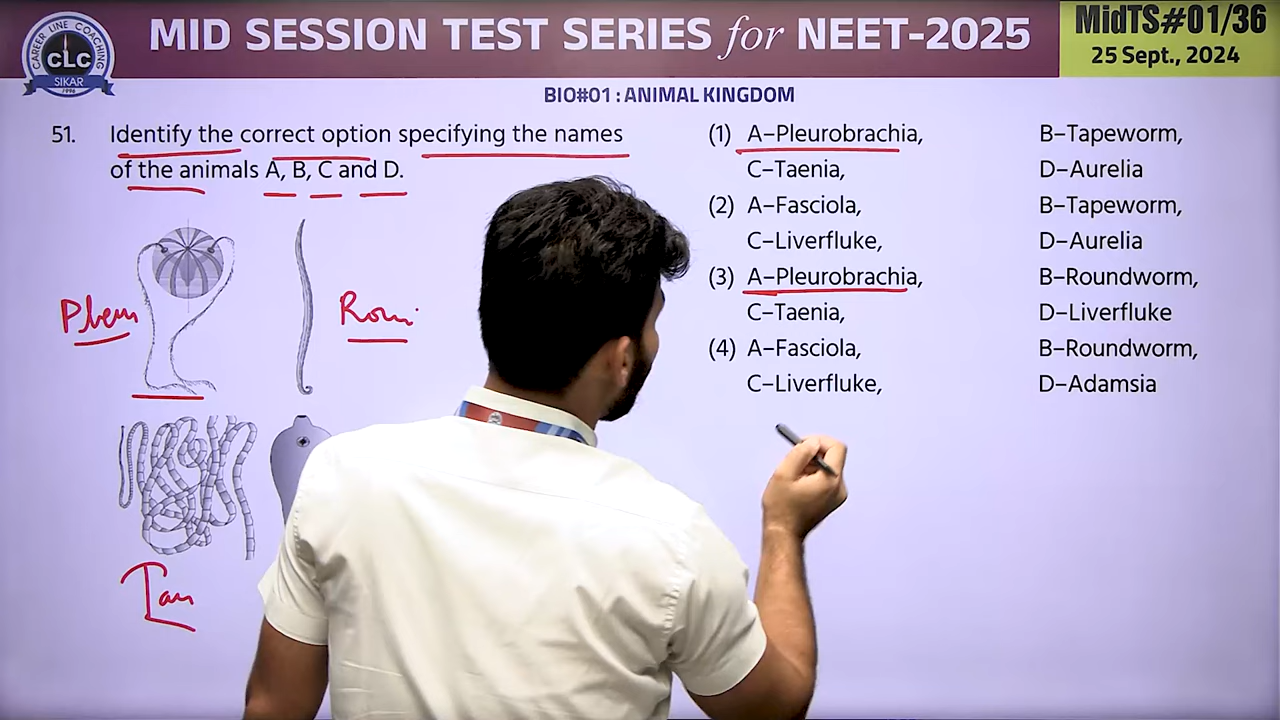 MID SESSION TEST SERIES for NEET-2025
MidTS#01/36
25 Sept., 2024
CAREER LINE COACHING
CLC
SIKAR
1996
BIO#01 : ANIMAL KINGDOM
51. Identify the correct option specifying the names
of the animals A, B, C and D.
(1) A–Pleurobrachia, B–Tapeworm,
C–Taenia, D–Aurelia
(2) A–Fasciola, B–Tapeworm,
C–Liverfluke, D–Aurelia
(3) A–Pleurobrachia, B–Roundworm,
C–Taenia, D–Liverfluke
(4) A–Fasciola, B–Roundworm,
C–Liverfluke, D–Adamsia